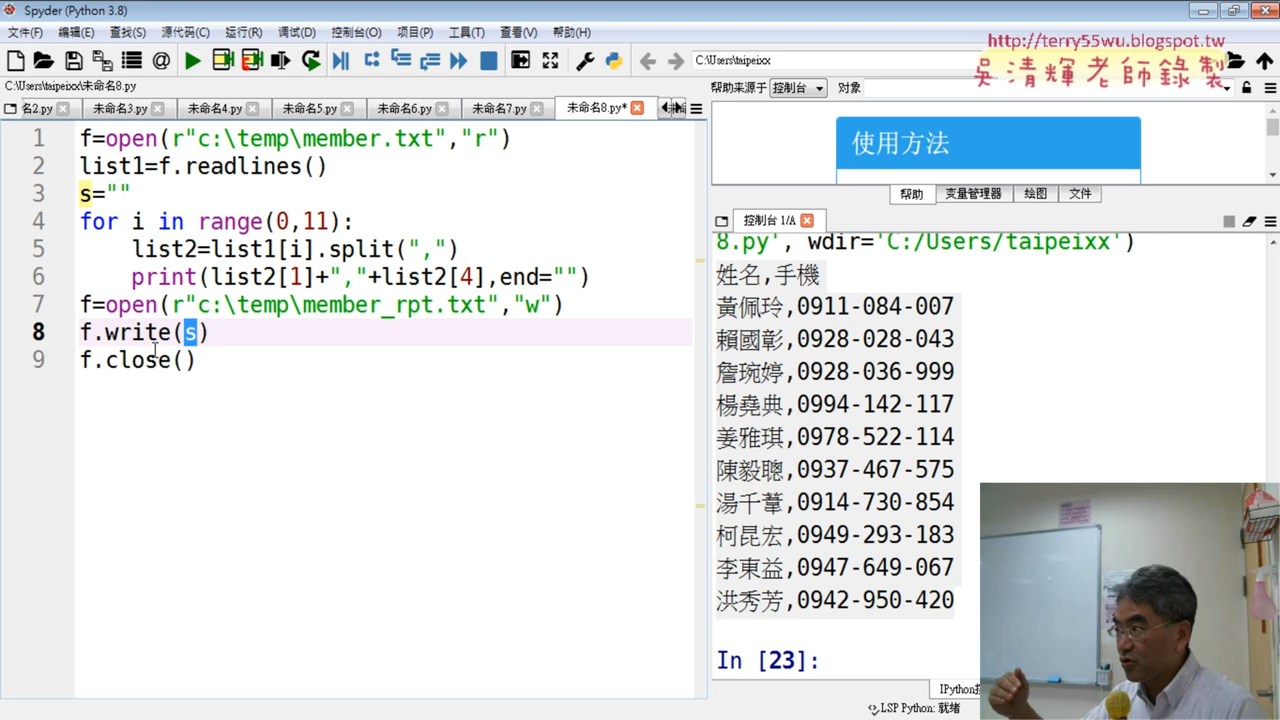 Spyder (Python 3.8)
文件(F) 编辑(E) 查找(S) 源代码(C) 运行(R) 调试(D) 控制台(O) 项目(P) 工具(T) 查看(V) 帮助(H)
http://terry55wu.blogspot.tw
吳清輝老師錄製
C:\Users\taipeixx
C:\Users\taipeixx\未命名8.py
帮助来源于 控制台 对象
名2.py 未命名3.py 未命名4.py 未命名5.py 未命名6.py 未命名7.py 未命名8.py*
1 f=open(r"c:\temp\member.txt","r")
2 list1=f.readlines()
3 s=""
4 for i in range(0,11):
5 list2=list1[i].split(",")
6 print(list2[1]+","+list2[4],end="")
7 f=open(r"c:\temp\member_rpt.txt","w")
8 f.write(s)
9 f.close()
使用方法
帮助 变量管理器 绘图 文件
控制台 1/A
8.py', wdir='C:/Users/taipeixx')
姓名,手機
黃佩玲,0911-084-007
賴國彰,0928-028-043
詹琬婷,0928-036-999
楊堯典,0994-142-117
姜雅琪,0978-522-114
陳毅聰,0937-467-575
湯千葦,0914-730-854
柯昆宏,0949-293-183
李東益,0947-649-067
洪秀芳,0942-950-420
In [23]:
LSP Python: 就绪